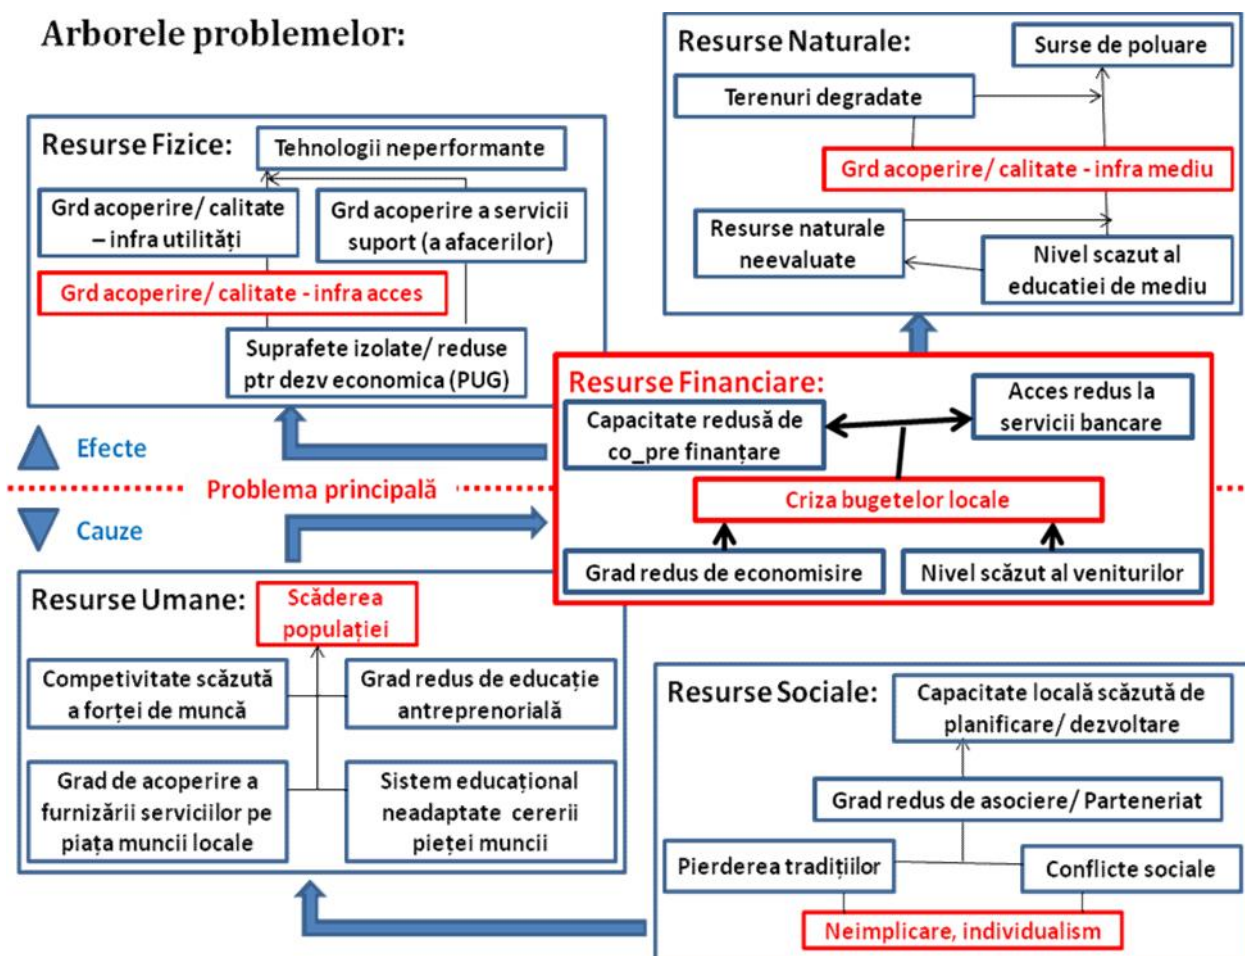 Arborele problemelor:
Resurse Naturale:
Surse de poluare
Terenuri degradate
Grd acoperire/ calitate - infra mediu
Resurse naturale
neevaluate
Nivel scazut al
educatiei de mediu
Resurse Fizice:
Tehnologii neperformante
Grd acoperire/ calitate
– infra utilități
Grd acoperire a servicii
suport (a afacerilor)
Grd acoperire/ calitate - infra acces
Suprafete izolate/ reduse
ptr dezv economica (PUG)
Resurse Financiare:
Acces redus la
servicii bancare
Capacitate redusă de
co_pre finanțare
Criza bugetelor locale
Grad redus de economisire
Nivel scăzut al veniturilor
Efecte
Problema principală
Cauze
Resurse Umane:
Scăderea
populației
Competivitate scăzută
a forței de muncă
Grad redus de educație
antreprenorială
Grad de acoperire a
furnizării serviciilor pe
piața muncii locale
Sistem educațional
neadaptate cererii
pieței muncii
Resurse Sociale:
Capacitate locală scăzută de
planificare/ dezvoltare
Grad redus de asociere/ Parteneriat
Pierderea tradițiilor
Conflicte sociale
Neimplicare, individualism